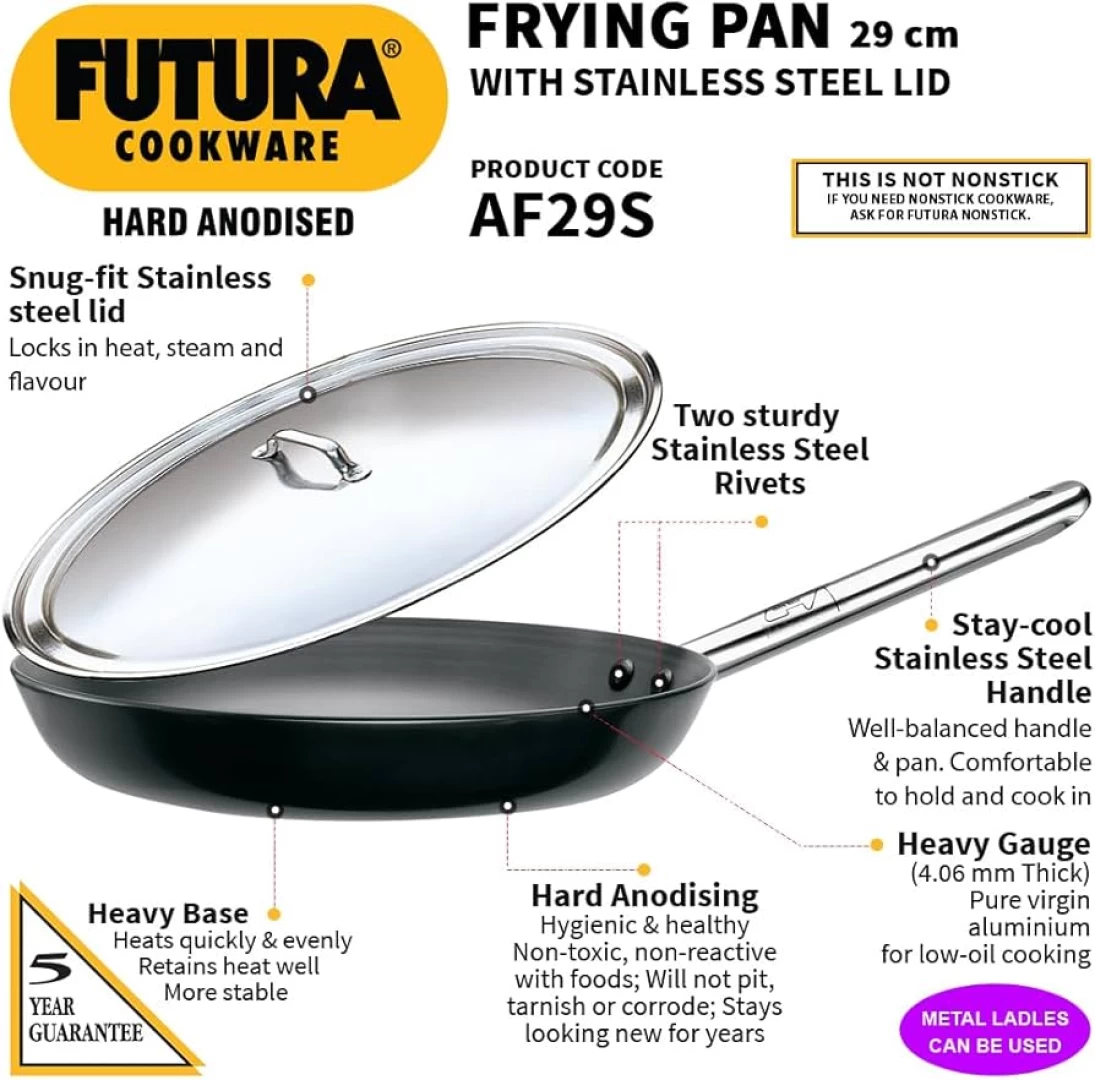 FUTURA®
COOKWARE
HARD ANODISED
FRYING PAN 29 cm
WITH STAINLESS STEEL LID
PRODUCT CODE
AF29S
THIS IS NOT NONSTICK
IF YOU NEED NONSTICK COOKWARE,
ASK FOR FUTURA NONSTICK.
Snug-fit Stainless
steel lid
Locks in heat, steam and
flavour
Two sturdy
Stainless Steel
Rivets
Stay-cool
Stainless Steel
Handle
Well-balanced handle
& pan. Comfortable
to hold and cook in
Heavy Gauge
(4.06 mm Thick)
Pure virgin
aluminium
for low-oil cooking
Hard Anodising
Hygienic & healthy
Non-toxic, non-reactive
with foods; Will not pit,
tarnish or corrode; Stays
looking new for years
Heavy Base
Heats quickly & evenly
Retains heat well
More stable
5
YEAR
GUARANTEE
METAL LADLES
CAN BE USED